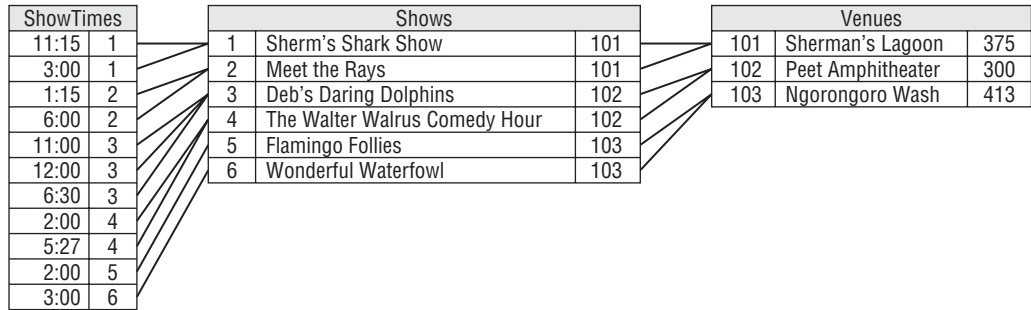 ShowTimes Shows Venues
11:15 1 1 Sherm's Shark Show 101 101 Sherman's Lagoon 375
3:00 1 2 Meet the Rays 101 102 Peet Amphitheater 300
1:15 2 3 Deb's Daring Dolphins 102 103 Ngorongoro Wash 413
6:00 2 4 The Walter Walrus Comedy Hour 102
11:00 3 5 Flamingo Follies 103
12:00 3 6 Wonderful Waterfowl 103
6:30 3
2:00 4
5:27 4
2:00 5
3:00 6